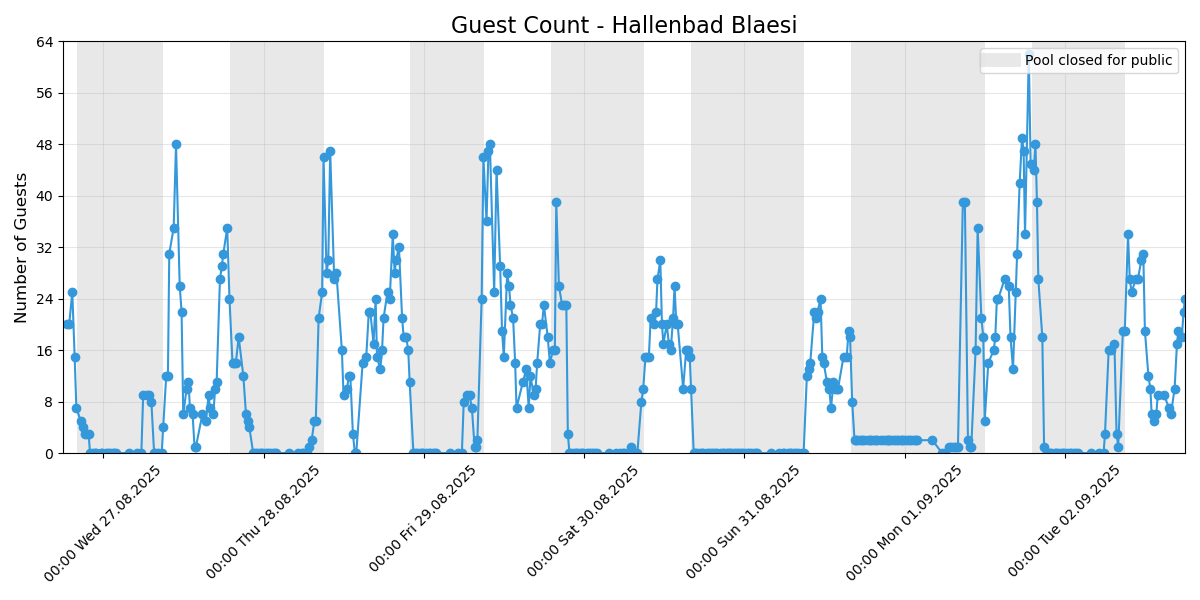 Guest Count - Hallenbad Blaesi
Pool closed for public
Number of Guests
64
56
48
40
32
24
16
8
0
00:00 Wed 27.08.2025
00:00 Thu 28.08.2025
00:00 Fri 29.08.2025
00:00 Sat 30.08.2025
00:00 Sun 31.08.2025
00:00 Mon 01.09.2025
00:00 Tue 02.09.2025